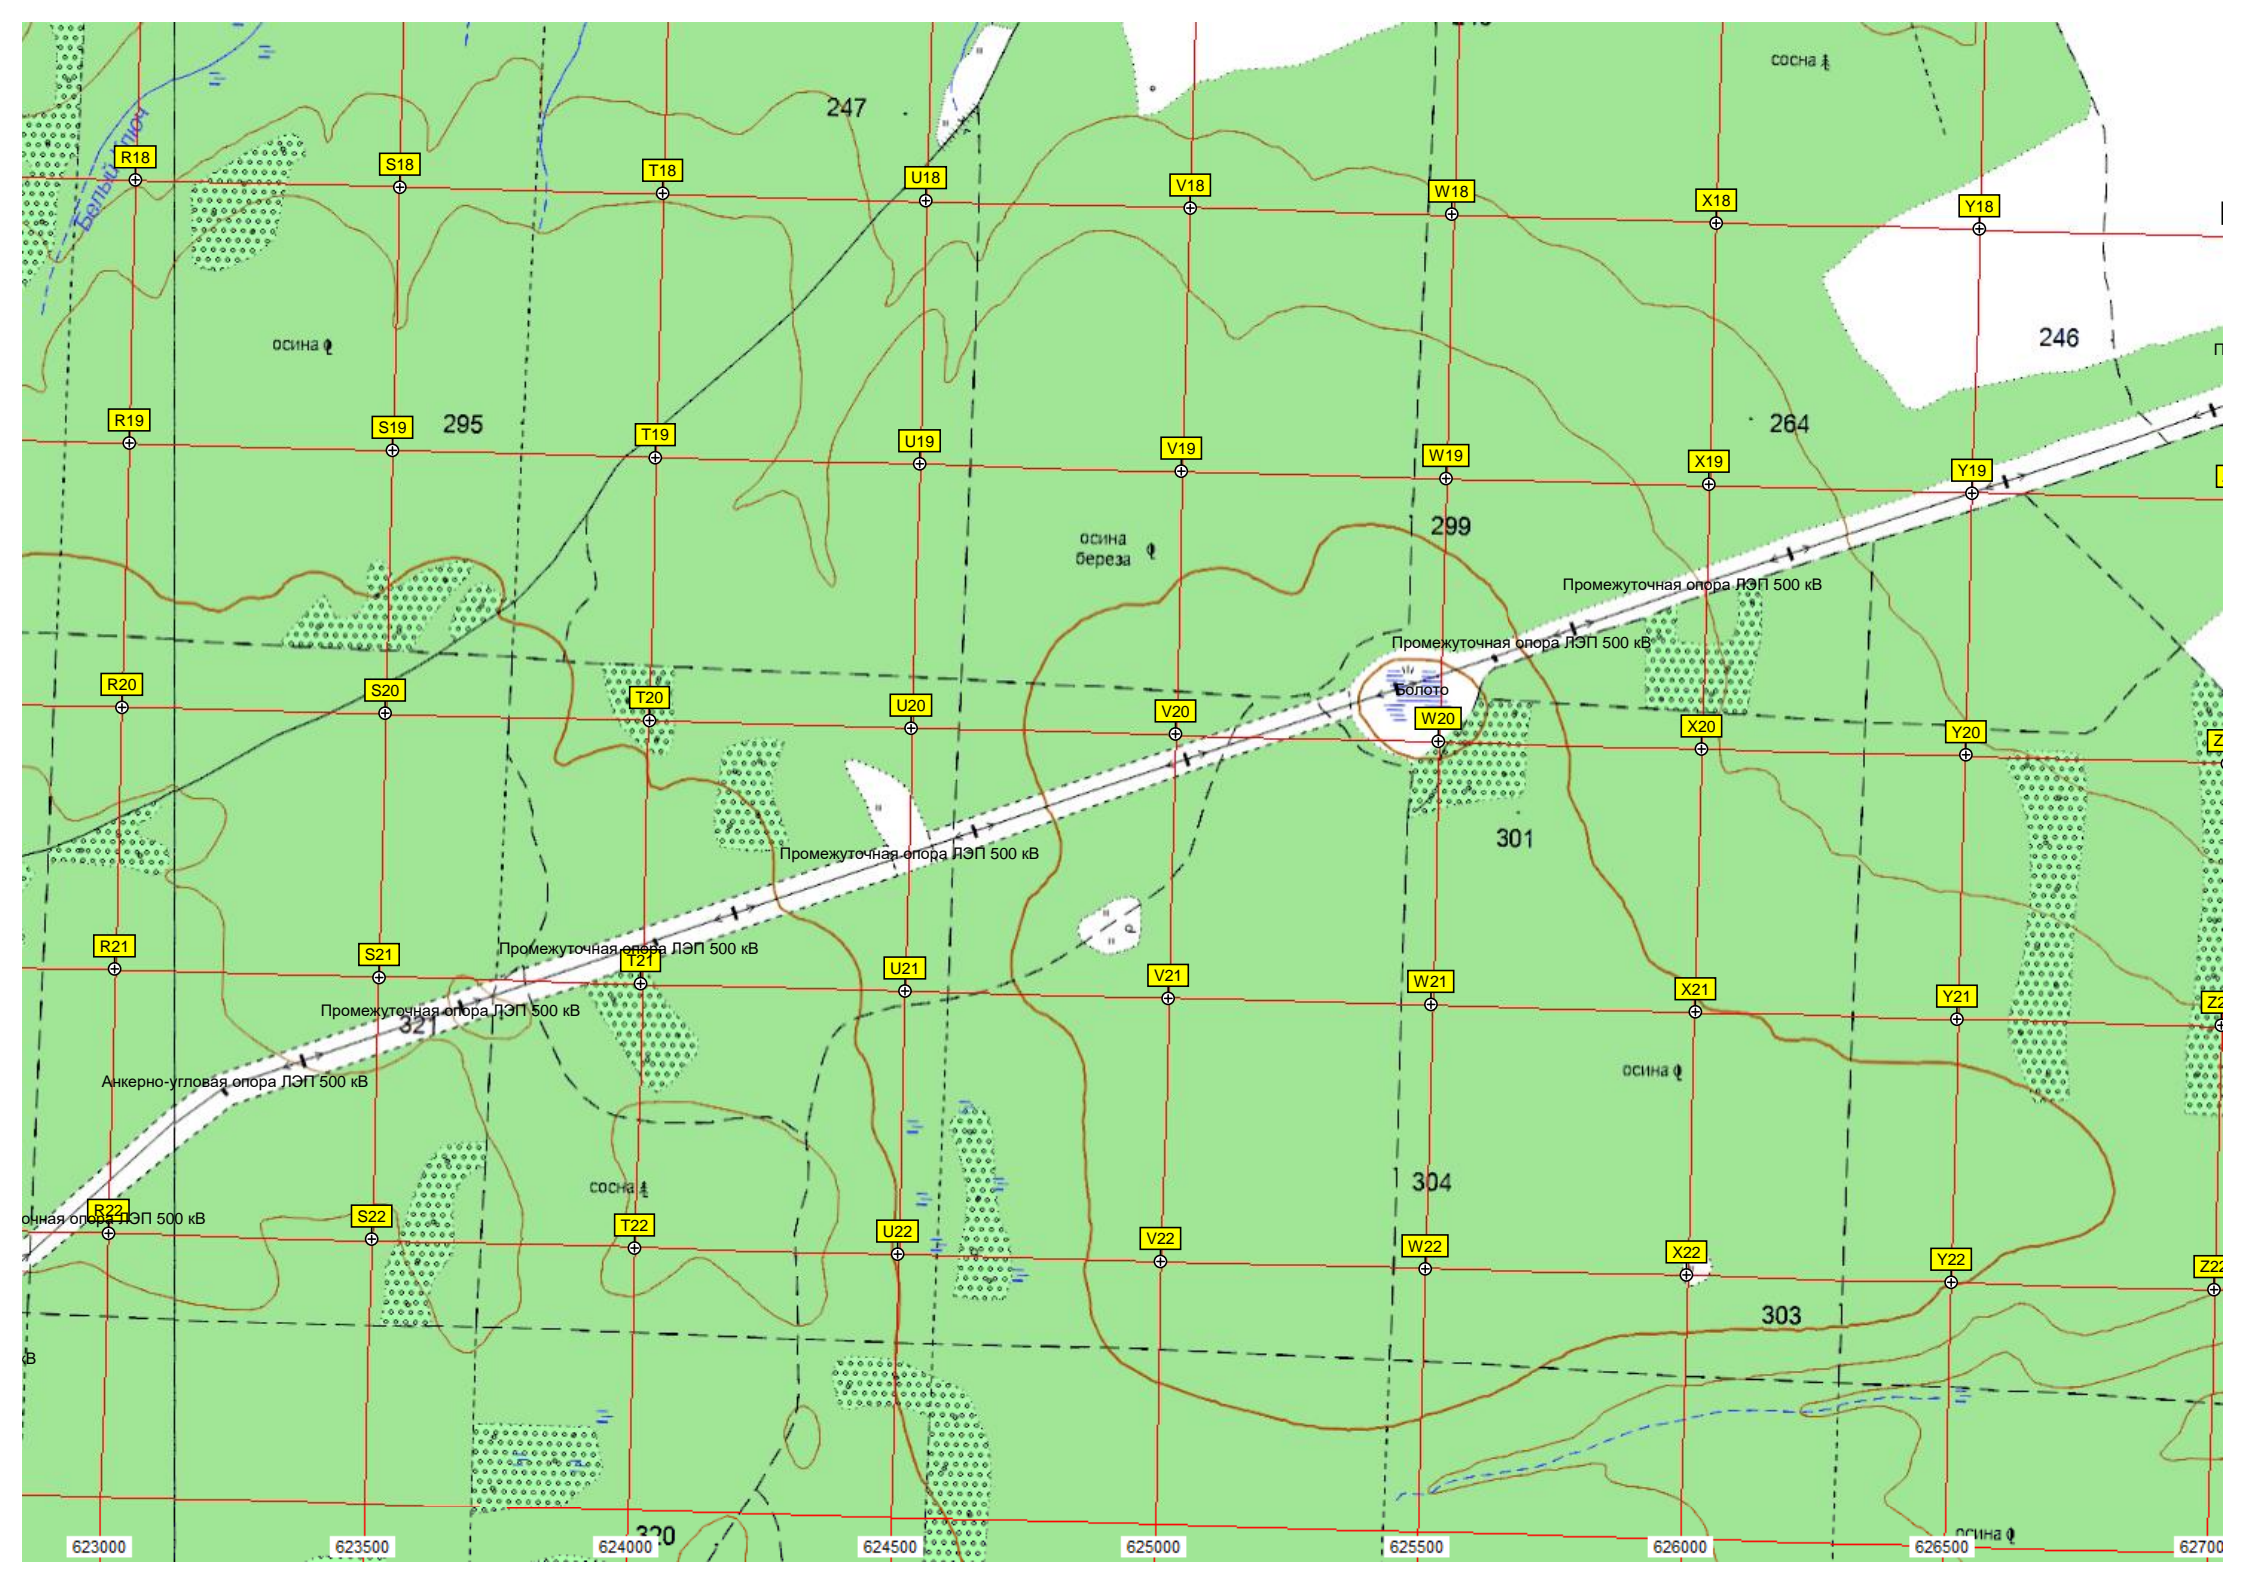 сосна
247
Белый Ключ
R18
S18
T18
U18
V18
W18
X18
Y18
осина
246
R19
S19
295
T19
U19
V19
W19
X19
264
Y19
299
осина
береза
Промежуточная опора ЛЭП 500 кВ
Промежуточная опора ЛЭП 500 кВ
Болото
R20
S20
T20
U20
V20
W20
X20
Y20
301
Промежуточная опора ЛЭП 500 кВ
R21
S21
Промежуточная опора ЛЭП 500 кВ
T21
U21
V21
W21
X21
Y21
Промежуточная опора ЛЭП 500 кВ
321
осина
Анкерно-угловая опора ЛЭП 500 кВ
сосна
304
R22
очная опора ЛЭП 500 кВ
S22
T22
U22
V22
W22
X22
Y22
Z22
303
кВ
320
осина
623000
623500
624000
624500
625000
625500
626000
626500
62700